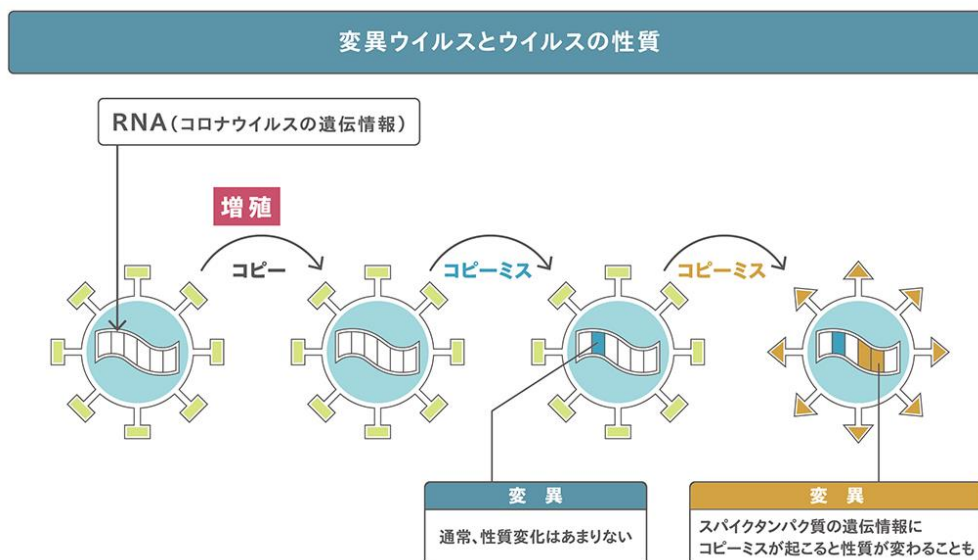 変異ウイルスとウイルスの性質
RNA(コロナウイルスの遺伝情報)
増殖
コピー
コピーミス
コピーミス
変 異
通常、性質変化はあまりない
変 異
スパイクタンパク質の遺伝情報に
コピーミスが起こると性質が変わることも